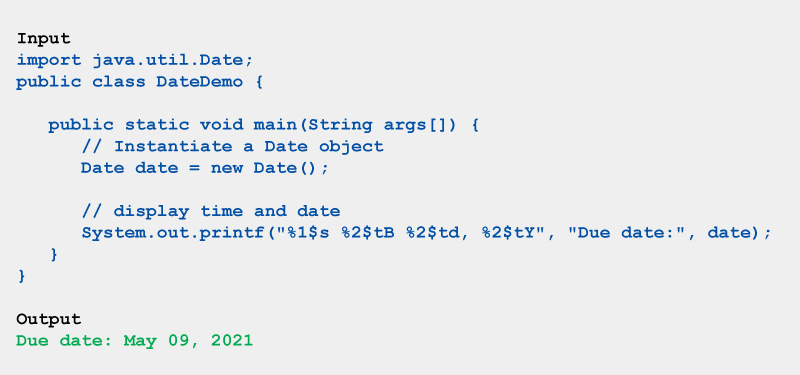 Input
import java.util.Date;
public class DateDemo {
public static void main(String args[]) {
// Instantiate a Date object
Date date = new Date();
// display time and date
System.out.printf("%1$s %2$tB %2$td, %2$tY", "Due date:", date);
}
}
Output
Due date: May 09, 2021